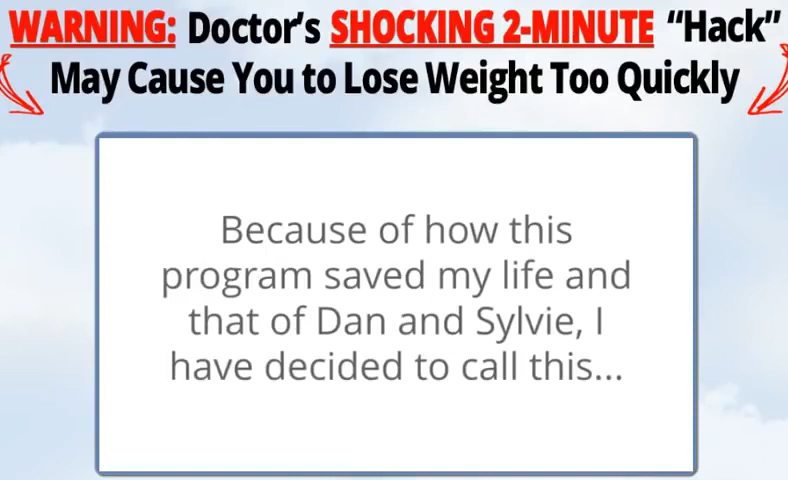 WARNING: Doctor's SHOCKING 2-MINUTE “Hack”
May Cause You to Lose Weight Too Quickly
Because of how this
program saved my life and
that of Dan and Sylvie, I
have decided to call this...